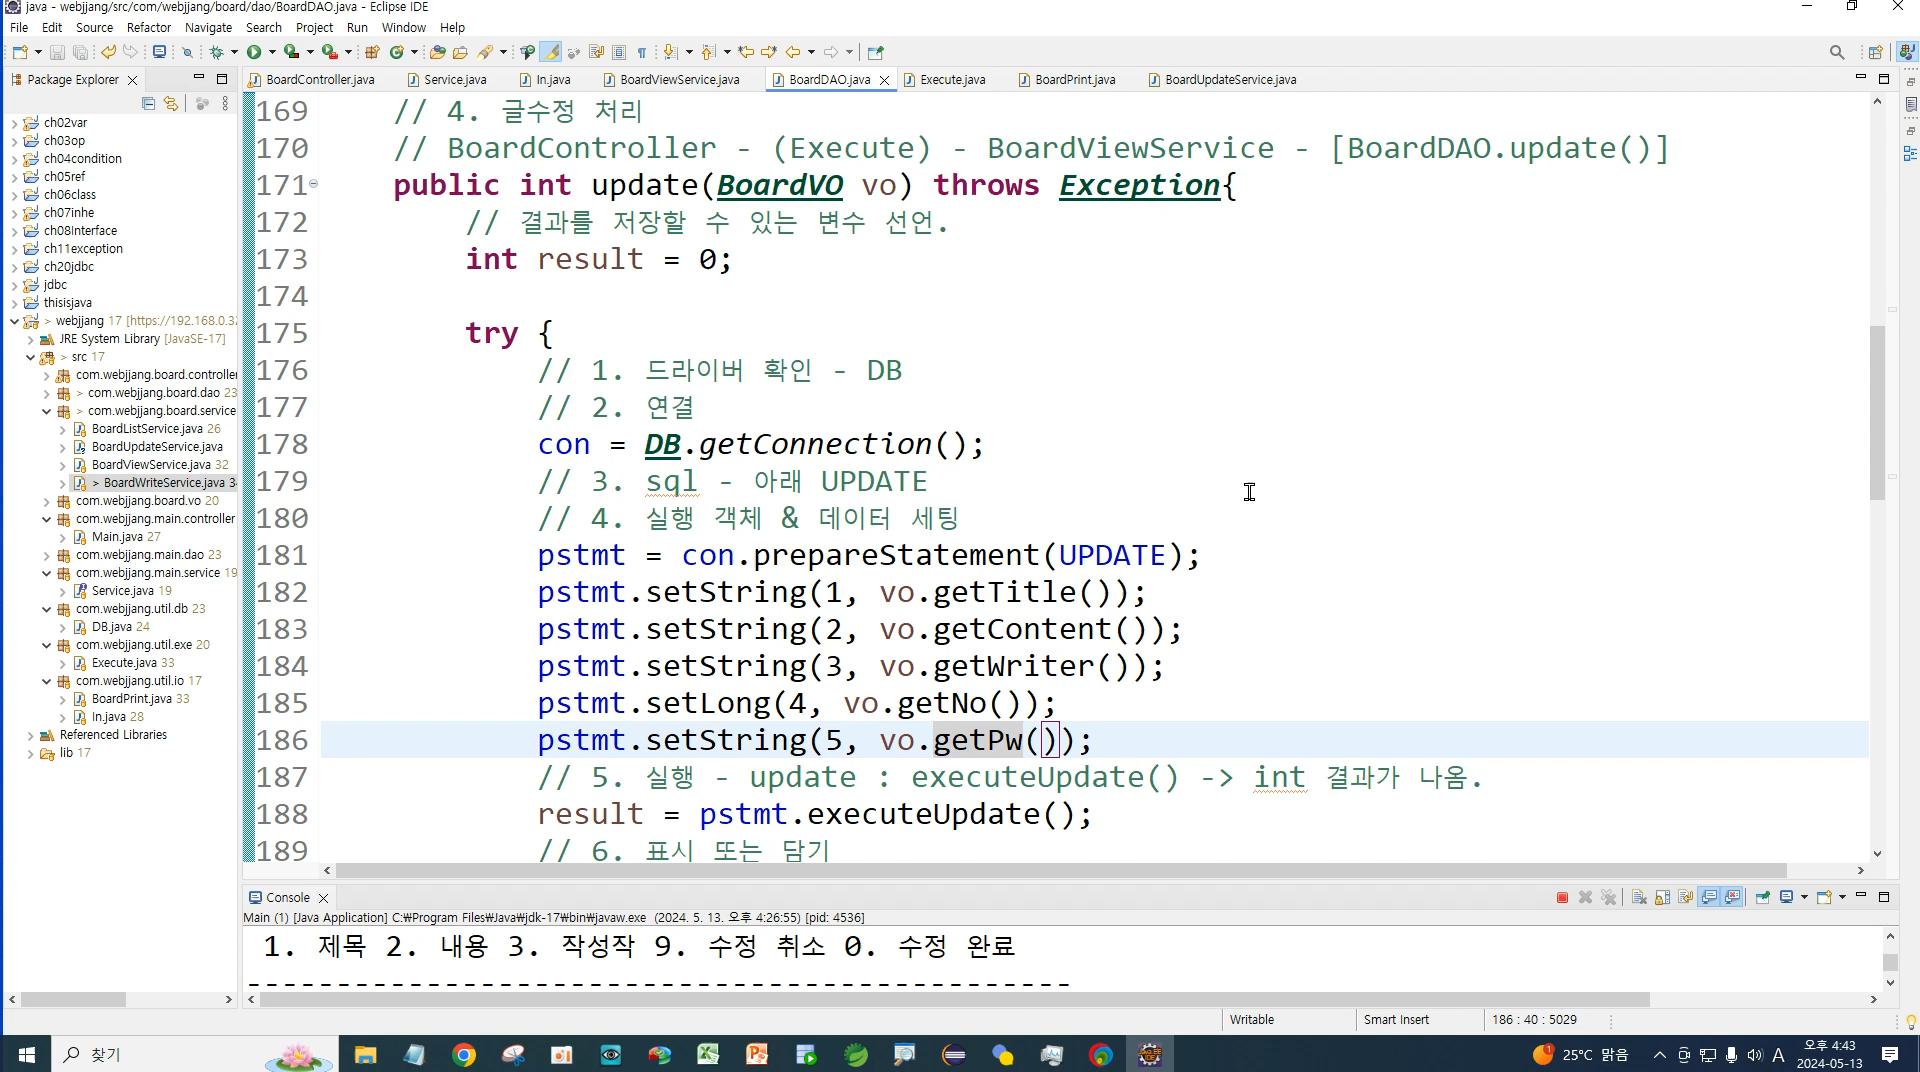 java - webjjang/src/com/webjjang/board/dao/BoardDAO.java - Eclipse IDE
File Edit Source Refactor Navigate Search Project Run Window Help
Package Explorer
BoardController.java Service.java In.java BoardViewService.java BoardDAO.java Execute.java BoardPrint.java BoardUpdateService.java
ch02var
ch03op
ch04condition
ch05ref
ch06class
ch07inhe
ch08Interface
ch11exception
ch20jdbc
jdbc
thisisjava
> webjjang 17 [https://192.168.0.3
JRE System Library [JavaSE-17]
> src 17
com.webjjang.board.controller
> com.webjjang.board.dao 23
> com.webjjang.board.service
BoardListService.java 26
BoardUpdateService.java
BoardViewService.java 32
> BoardWriteService.java 3
com.webjjang.board.vo 20
com.webjjang.main.controller
Main.java 27
com.webjjang.main.dao 23
com.webjjang.main.service 19
Service.java 19
com.webjjang.util.db 23
DB.java 24
com.webjjang.util.exe 20
Execute.java 33
com.webjjang.util.io 17
BoardPrint.java 33
In.java 28
Referenced Libraries
lib 17
169 // 4. 글수정 처리
170 // BoardController - (Execute) - BoardViewService - [BoardDAO.update()]
171 public int update(BoardVO vo) throws Exception{
172 // 결과를 저장할 수 있는 변수 선언.
173 int result = 0;
174
175 try {
176 // 1. 드라이버 확인 - DB
177 // 2. 연결
178 con = DB.getConnection();
179 // 3. sql - 아래 UPDATE
180 // 4. 실행 객체 & 데이터 세팅
181 pstmt = con.prepareStatement(UPDATE);
182 pstmt.setString(1, vo.getTitle());
183 pstmt.setString(2, vo.getContent());
184 pstmt.setString(3, vo.getWriter());
185 pstmt.setLong(4, vo.getNo());
186 pstmt.setString(5, vo.getPw());
187 // 5. 실행 - update : executeUpdate() -> int 결과가 나옴.
188 result = pstmt.executeUpdate();
189 // 6. 표시 또는 담기
Console
Main (1) [Java Application] C:₩Program Files₩Java₩jdk-17₩bin₩javaw.exe (2024. 5. 13. 오후 4:26:55) [pid: 4536]
1. 제목 2. 내용 3. 작성작 9. 수정 취소 0. 수정 완료
----------------------------------------------
Writable Smart Insert 186 : 40 : 5029
찾기
25°C 맑음 A 오후 4:43
2024-05-13